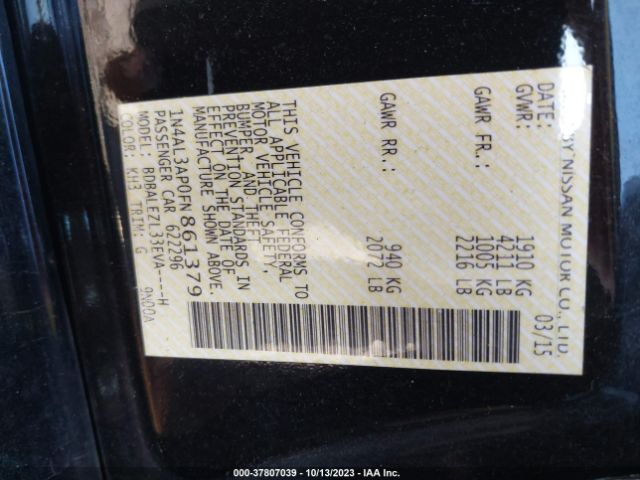 BY NISSAN MOTOR CO., LTD.
DATE: 03/15
GVWR: 1910 KG
4211 LB
GAWR FR.: 1005 KG
2216 LB
GAWR RR.: 940 KG
2072 LB
THIS VEHICLE CONFORMS TO
ALL APPLICABLE FEDERAL
MOTOR VEHICLE SAFETY,
BUMPER, AND THEFT
PREVENTION STANDARDS IN
EFFECT ON THE DATE OF
MANUFACTURE SHOWN ABOVE.
1N4AL3AP0FN861379
PASSENGER CAR 622296
MODEL: BDBALEZL33EVA----H
COLOR: KH3 TRIM: G 9N00A
000-37807039 - 10/13/2023 - IAA Inc.